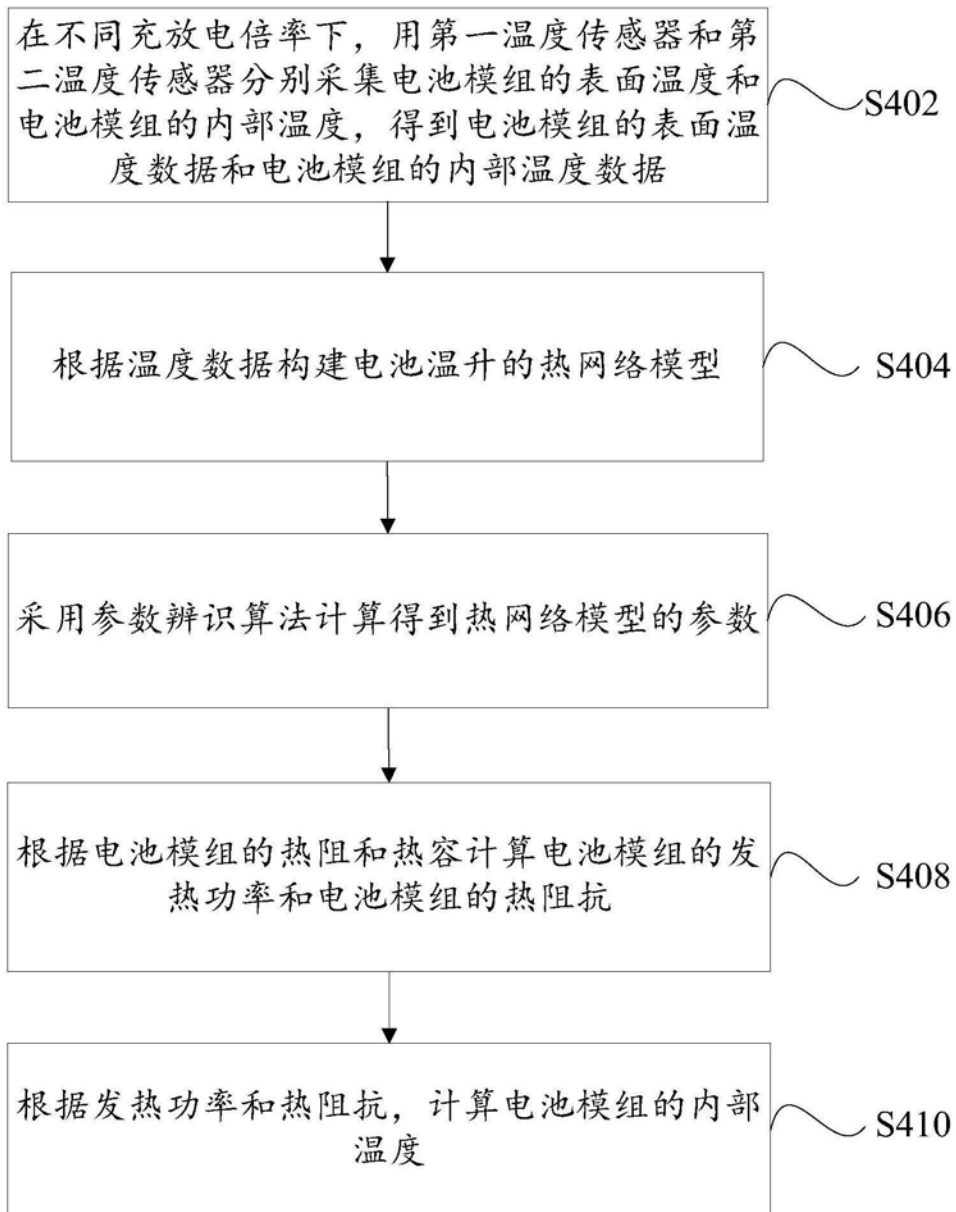 在不同充放电倍率下，用第一温度传感器和第
二温度传感器分别采集电池模组的表面温度和
电池模组的内部温度，得到电池模组的表面温
度数据和电池模组的内部温度数据
S402
根据温度数据构建电池温升的热网络模型
S404
采用参数辨识算法计算得到热网络模型的参数
S406
根据电池模组的热阻和热容计算电池模组的发
热功率和电池模组的热阻抗
S408
根据发热功率和热阻抗，计算电池模组的内部
温度
S410